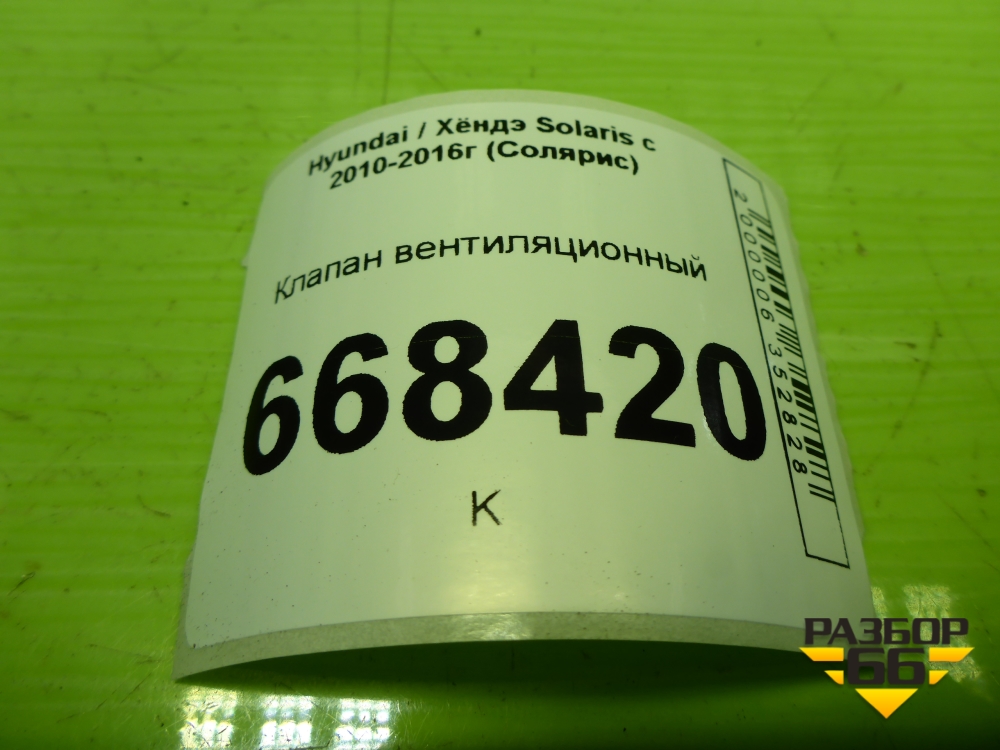 Hyundai / Хёндэ Solaris с
2010-2016г (Солярис)
Клапан вентиляционный
668420
К
2000006352828
РАЗБОР
66